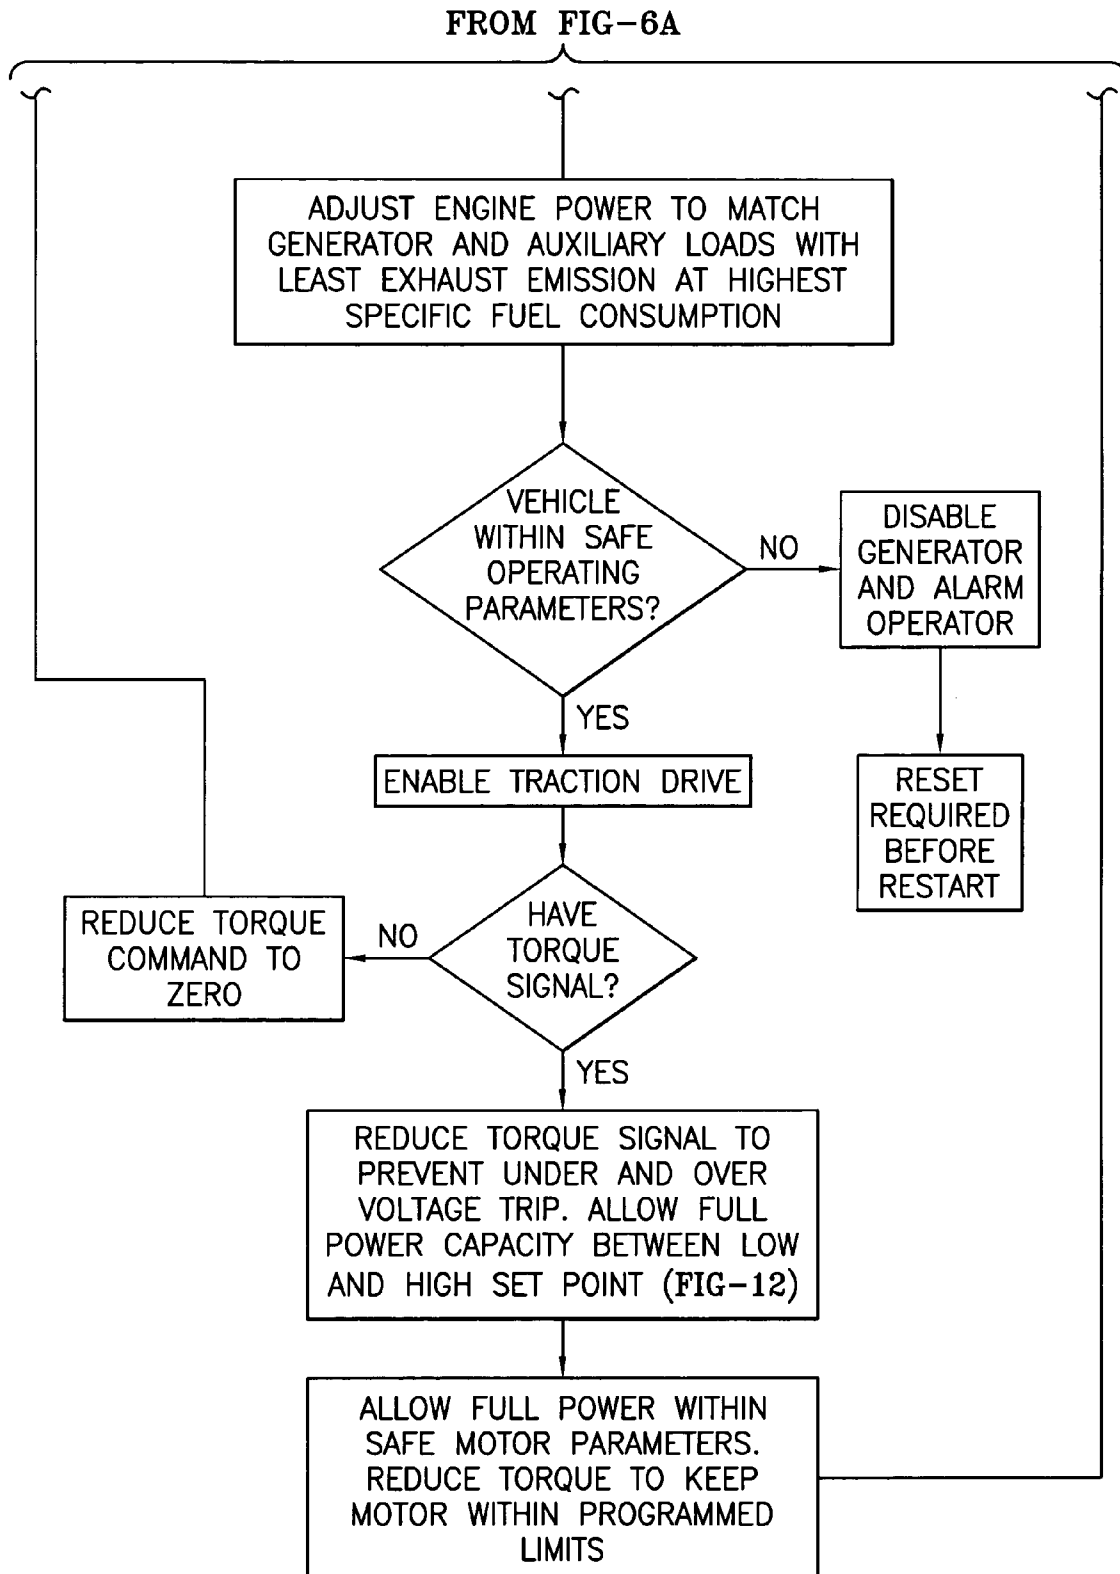 FROM FIG-6A
ADJUST ENGINE POWER TO MATCH
GENERATOR AND AUXILIARY LOADS WITH
LEAST EXHAUST EMISSION AT HIGHEST
SPECIFIC FUEL CONSUMPTION
VEHICLE
WITHIN SAFE
OPERATING
PARAMETERS?
NO
DISABLE
GENERATOR
AND ALARM
OPERATOR
YES
ENABLE TRACTION DRIVE
RESET
REQUIRED
BEFORE
RESTART
HAVE
TORQUE
SIGNAL?
NO
REDUCE TORQUE
COMMAND TO
ZERO
YES
REDUCE TORQUE SIGNAL TO
PREVENT UNDER AND OVER
VOLTAGE TRIP. ALLOW FULL
POWER CAPACITY BETWEEN LOW
AND HIGH SET POINT (FIG-12)
ALLOW FULL POWER WITHIN
SAFE MOTOR PARAMETERS.
REDUCE TORQUE TO KEEP
MOTOR WITHIN PROGRAMMED
LIMITS